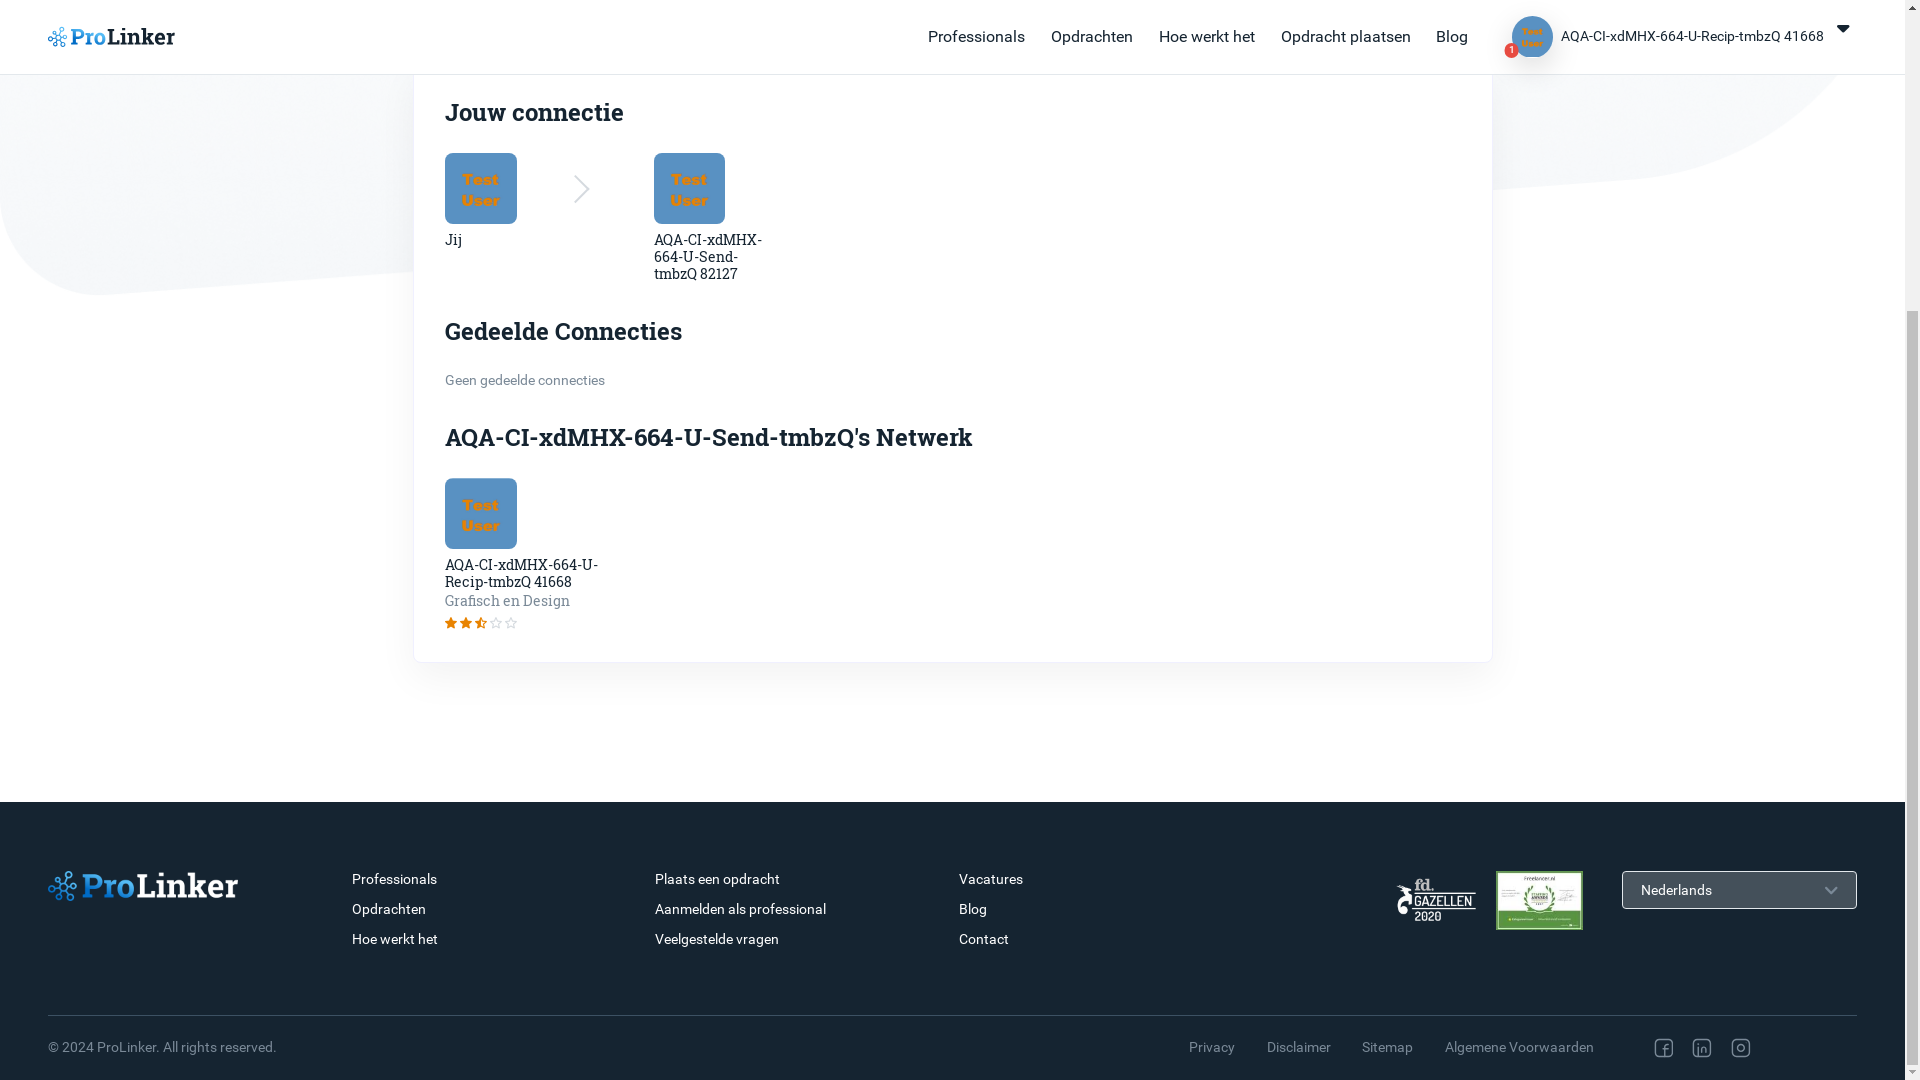 ProLinker
Professionals
Opdrachten
Hoe werkt het
Opdracht plaatsen
Blog
Test
User
1
AQA-CI-xdMHX-664-U-Recip-tmbzQ 41668
Jouw connectie
Test
User
Jij
Test
User
AQA-CI-xdMHX-
664-U-Send-
tmbzQ 82127
Gedeelde Connecties
Geen gedeelde connecties
AQA-CI-xdMHX-664-U-Send-tmbzQ's Netwerk
Test
User
AQA-CI-xdMHX-664-U-
Recip-tmbzQ 41668
Grafisch en Design
ProLinker
Professionals
Opdrachten
Hoe werkt het
Plaats een opdracht
Aanmelden als professional
Veelgestelde vragen
Vacatures
Blog
Contact
fd.
GAZELLEN
2020
Freelancer.nl
Nederlands
© 2024 ProLinker. All rights reserved.
Privacy
Disclaimer
Sitemap
Algemene Voorwaarden